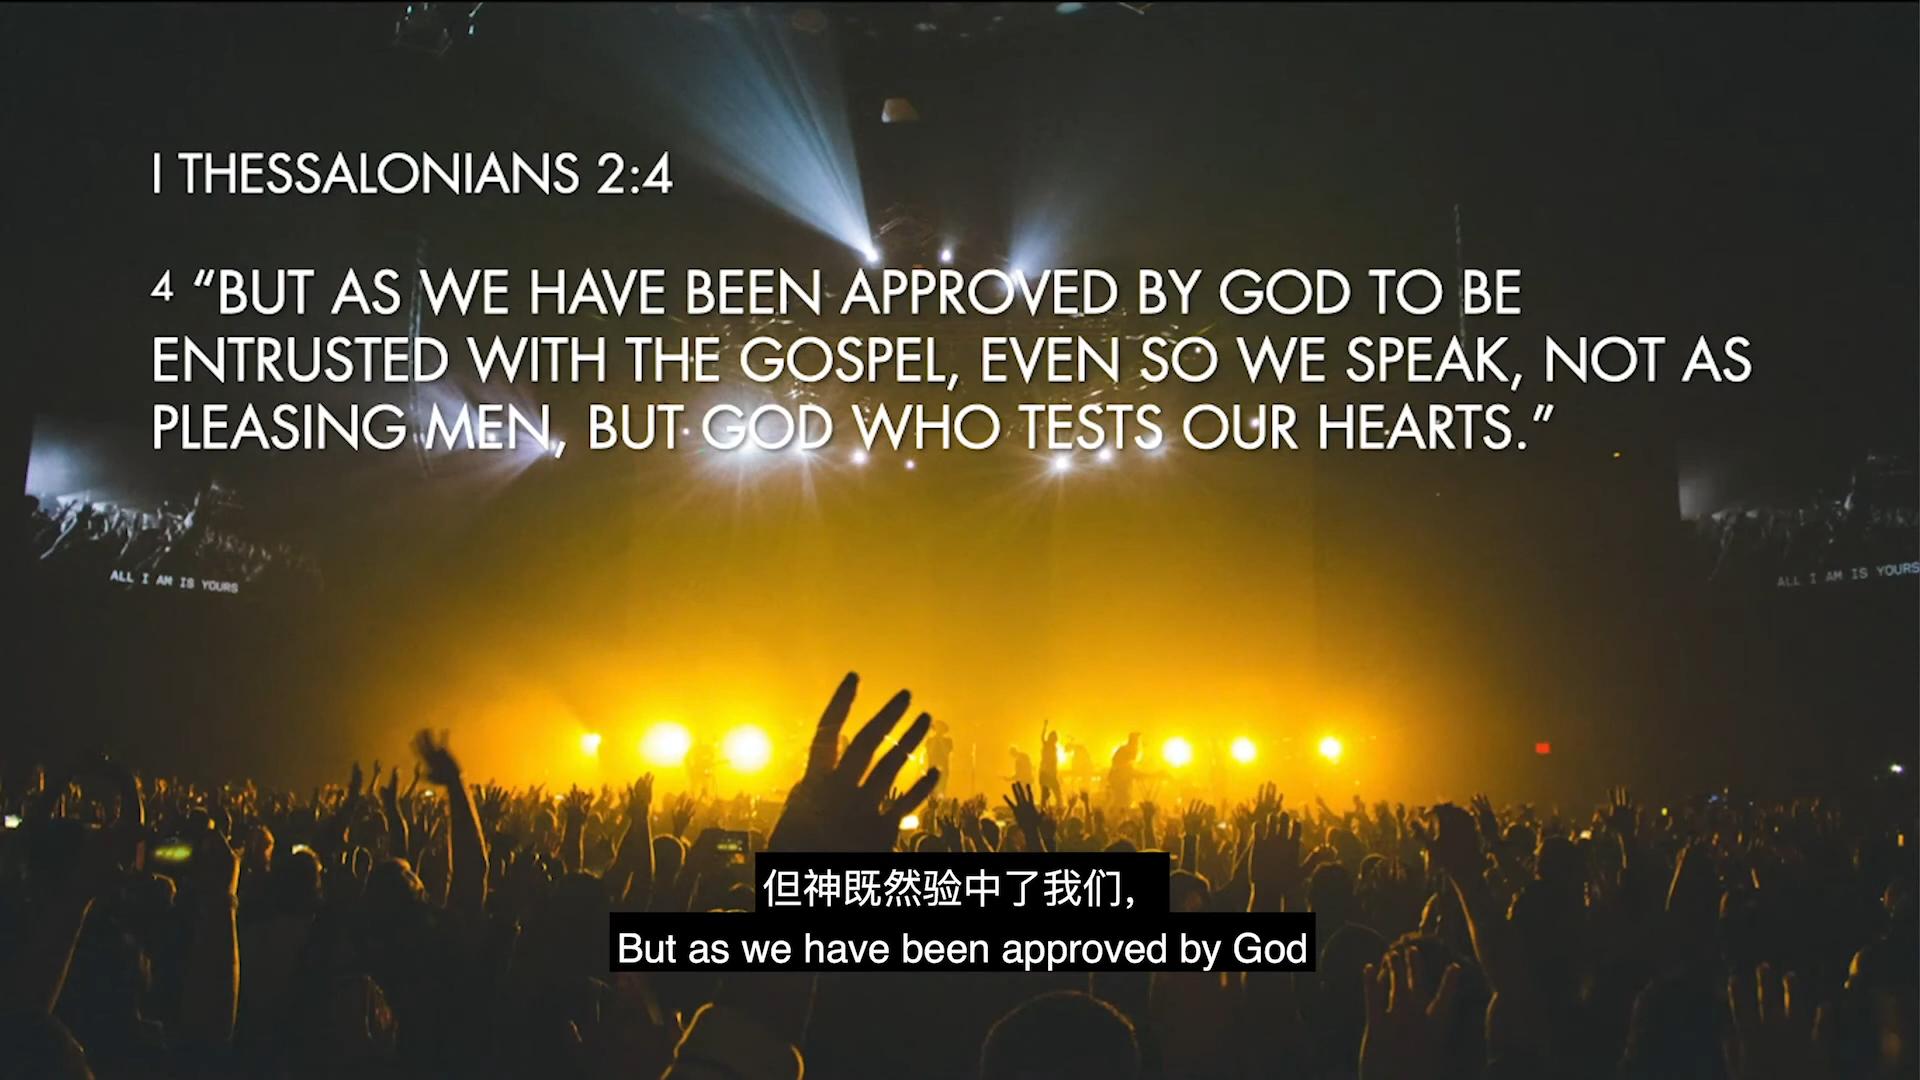 I THESSALONIANS 2:4
4 “BUT AS WE HAVE BEEN APPROVED BY GOD TO BE
ENTRUSTED WITH THE GOSPEL, EVEN SO WE SPEAK, NOT AS
PLEASING MEN, BUT GOD WHO TESTS OUR HEARTS.”
ALL I AM IS YOURS
ALL I AM IS YOURS
但神既然验中了我们，
But as we have been approved by God